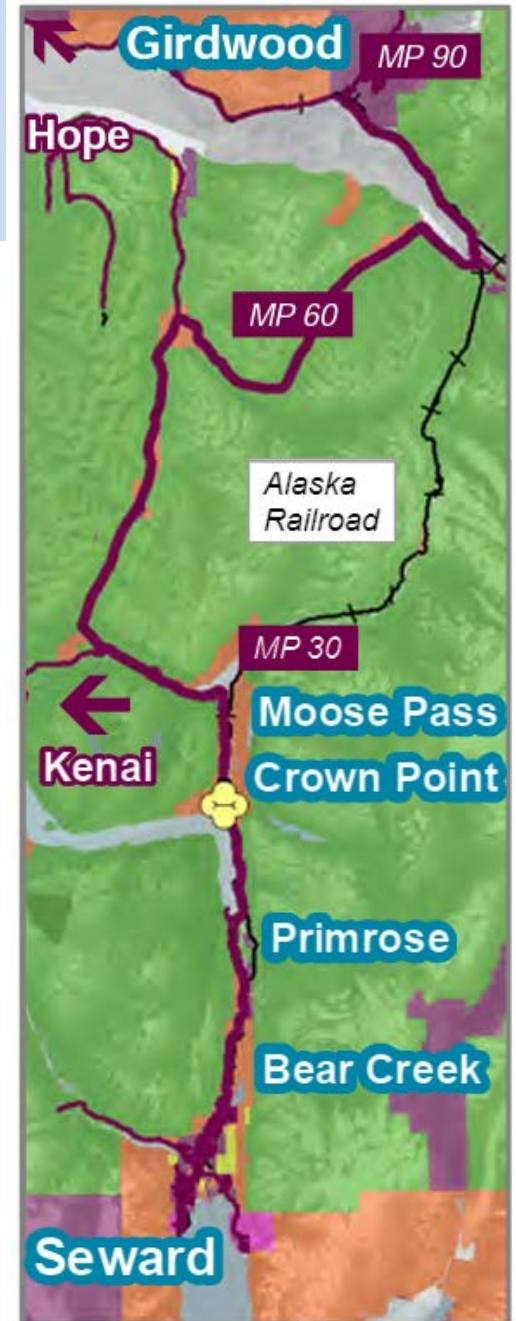 Girdwood
MP 90
Hope
MP 60
Alaska
Railroad
MP 30
Moose Pass
Kenai
Crown Point
Primrose
Bear Creek
Seward